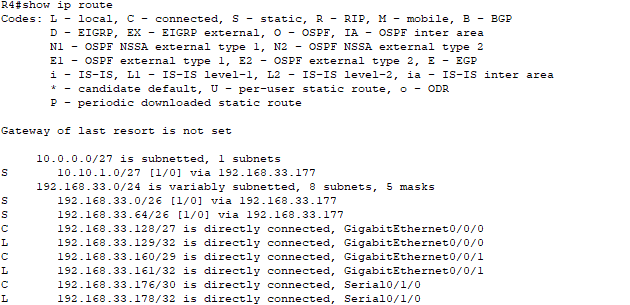 R4#show ip route
Codes: L - local, C - connected, S - static, R - RIP, M - mobile, B - BGP
D - EIGRP, EX - EIGRP external, O - OSPF, IA - OSPF inter area
N1 - OSPF NSSA external type 1, N2 - OSPF NSSA external type 2
E1 - OSPF external type 1, E2 - OSPF external type 2, E - EGP
i - IS-IS, L1 - IS-IS level-1, L2 - IS-IS level-2, ia - IS-IS inter area
* - candidate default, U - per-user static route, o - ODR
P - periodic downloaded static route
Gateway of last resort is not set
10.0.0.0/27 is subnetted, 1 subnets
S 10.10.1.0/27 [1/0] via 192.168.33.177
192.168.33.0/24 is variably subnetted, 8 subnets, 5 masks
S 192.168.33.0/26 [1/0] via 192.168.33.177
S 192.168.33.64/26 [1/0] via 192.168.33.177
C 192.168.33.128/27 is directly connected, GigabitEthernet0/0/0
L 192.168.33.129/32 is directly connected, GigabitEthernet0/0/0
C 192.168.33.160/29 is directly connected, GigabitEthernet0/0/1
L 192.168.33.161/32 is directly connected, GigabitEthernet0/0/1
C 192.168.33.176/30 is directly connected, Serial0/1/0
L 192.168.33.178/32 is directly connected, Serial0/1/0